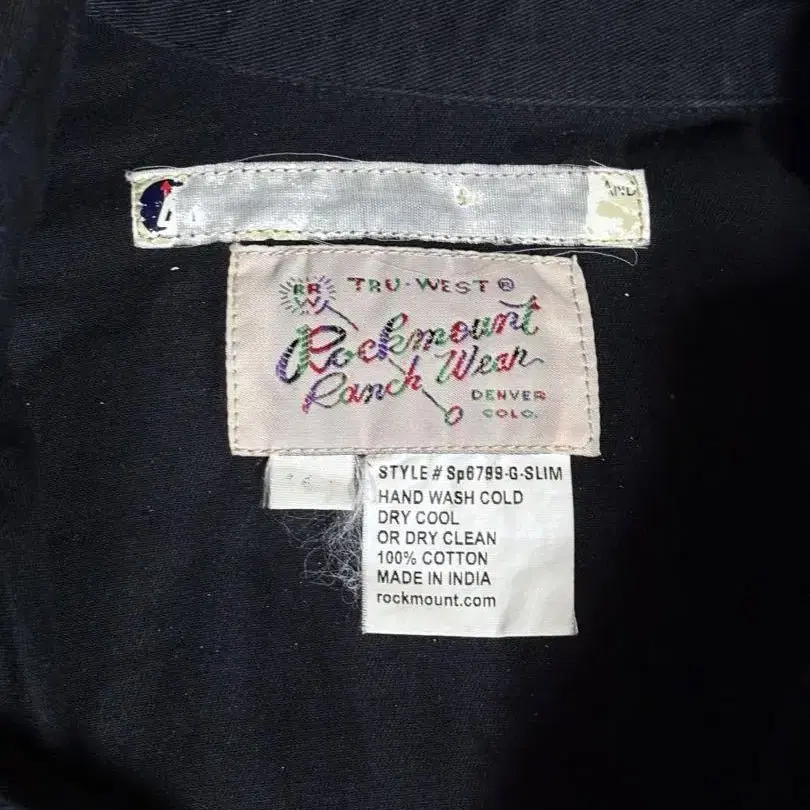 RR
W
TRU-WEST ®
Rockmount
Ranch Wear
DENVER
COLO.
STYLE # Sp6799-G-SLIM
HAND WASH COLD
DRY COOL
OR DRY CLEAN
100% COTTON
MADE IN INDIA
rockmount.com